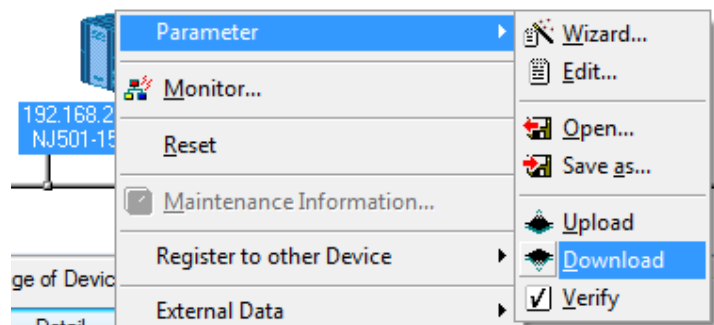 Parameter
Wizard...
Edit...
Monitor...
192.168.2
NJ501-15
Open...
Reset
Save as...
Maintenance Information...
Upload
Register to other Device
Download
ge of Devic
Verify
External Data
Detail